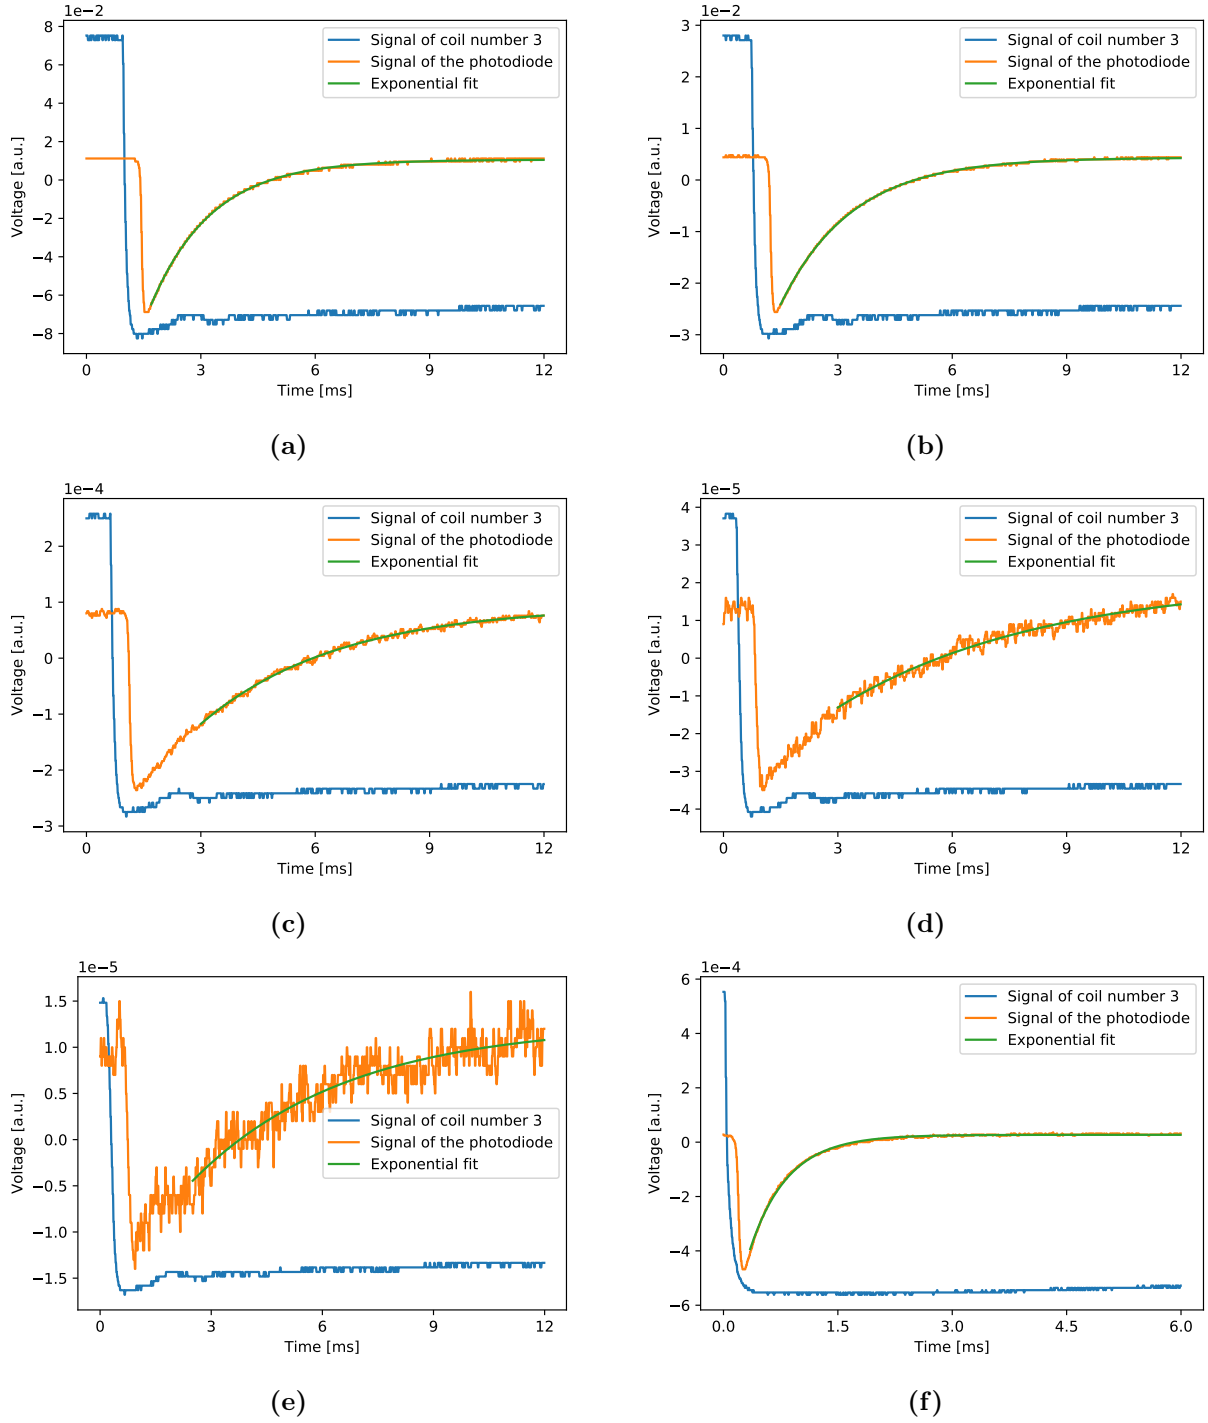 1e−2
8
6
4
2
0
−2
−4
−6
−8
Voltage [a.u.]
Signal of coil number 3
Signal of the photodiode
Exponential fit
0 3 6 9 12
Time [ms]
(a)
1e−2
3
2
1
0
−1
−2
−3
Voltage [a.u.]
Signal of coil number 3
Signal of the photodiode
Exponential fit
0 3 6 9 12
Time [ms]
(b)
1e−4
2
1
0
−1
−2
−3
Voltage [a.u.]
Signal of coil number 3
Signal of the photodiode
Exponential fit
0 3 6 9 12
Time [ms]
(c)
1e−5
4
3
2
1
0
−1
−2
−3
−4
Voltage [a.u.]
Signal of coil number 3
Signal of the photodiode
Exponential fit
0 3 6 9 12
Time [ms]
(d)
1e−5
1.5
1.0
0.5
0.0
−0.5
−1.0
−1.5
Voltage [a.u.]
Signal of coil number 3
Signal of the photodiode
Exponential fit
0 3 6 9 12
Time [ms]
(e)
1e−4
6
4
2
0
−2
−4
−6
Voltage [a.u.]
Signal of coil number 3
Signal of the photodiode
Exponential fit
0.0 1.5 3.0 4.5 6.0
Time [ms]
(f)